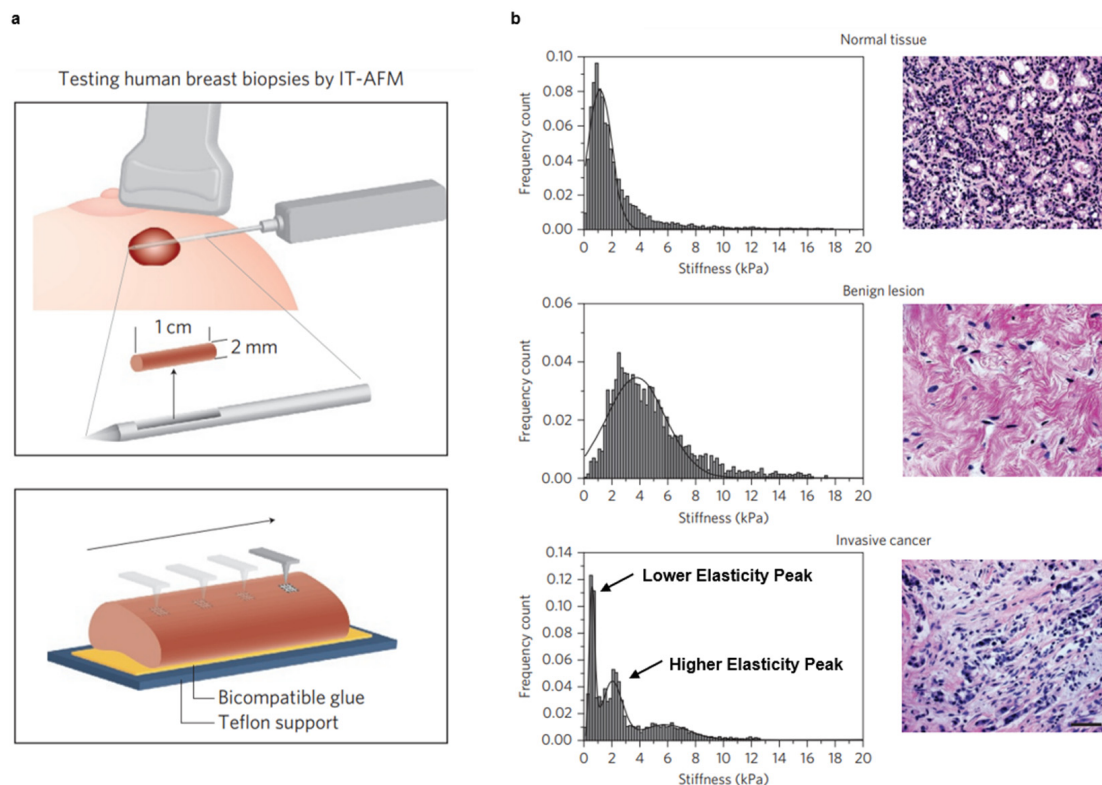 a
Testing human breast biopsies by IT-AFM
1 cm
2 mm
Bicompatible glue
Teflon support
b
Normal tissue
Frequency count
0.10
0.08
0.06
0.04
0.02
0.00
0 2 4 6 8 10 12 14 16 18 20
Stiffness (kPa)
Benign lesion
Frequency count
0.06
0.04
0.02
0.00
0 2 4 6 8 10 12 14 16 18 20
Stiffness (kPa)
Invasive cancer
Frequency count
0.14
0.12
0.10
0.08
0.06
0.04
0.02
0.00
Lower Elasticity Peak
Higher Elasticity Peak
0 2 4 6 8 10 12 14 16 18 20
Stiffness (kPa)